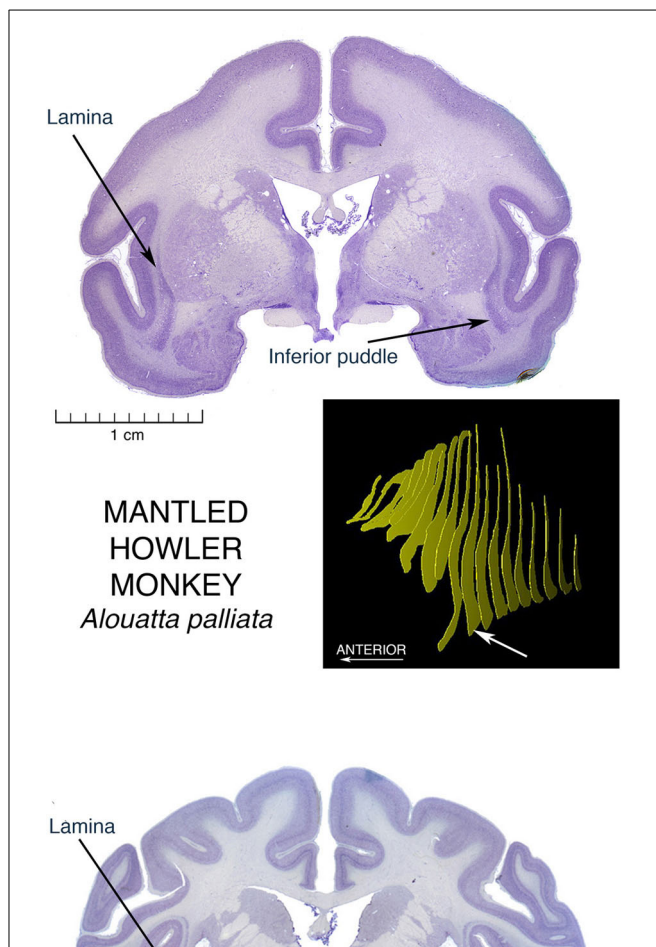 Lamina
Inferior puddle
1 cm
MANTLED
HOWLER
MONKEY
Alouatta palliata
ANTERIOR
Lamina